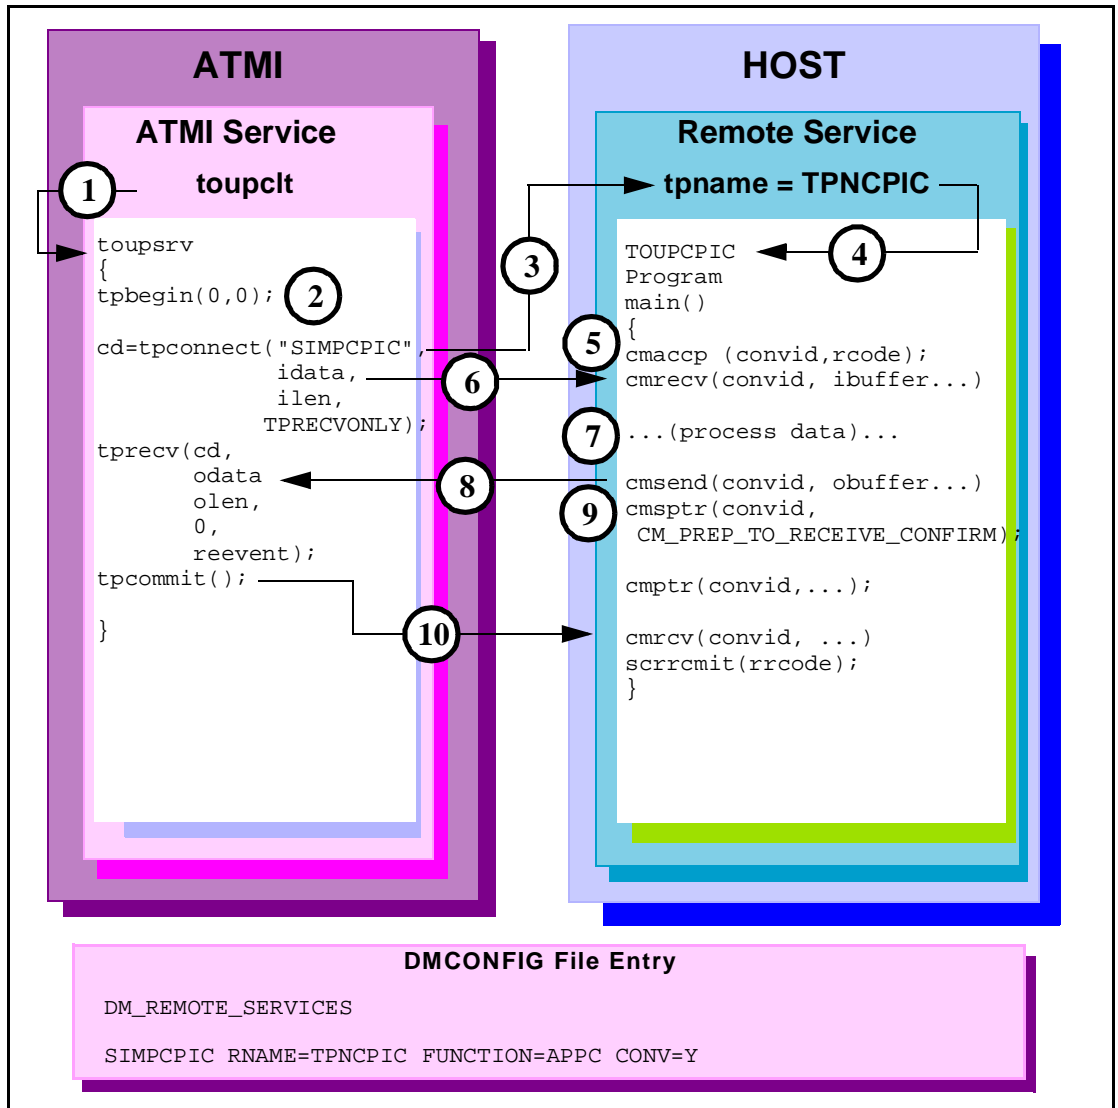 ATMI
ATMI Service
toupclt
1
toupsrv
{
tpbegin(0,0);
2
cd=tpconnect("SIMPCPIC",
idata,
ilen,
TPRECVONLY);
tprecv(cd,
odata
olen,
0,
reevent);
tpcommit();
}
3
6
8
10
HOST
Remote Service
tpname = TPNCPIC
4
TOUPCPIC
Program
main()
{
5
cmaccp (convid,rcode);
cmrecv(convid, ibuffer...)
7
...(process data)...
cmsend(convid, obuffer...)
9
cmsptr(convid,
CM_PREP_TO_RECEIVE_CONFIRM);
cmptr(convid,...);
cmrcv(convid, ...)
scrrcmit(rrcode);
}
DMCONFIG File Entry
DM_REMOTE_SERVICES
SIMPCPIC RNAME=TPNCPIC FUNCTION=APPC CONV=Y